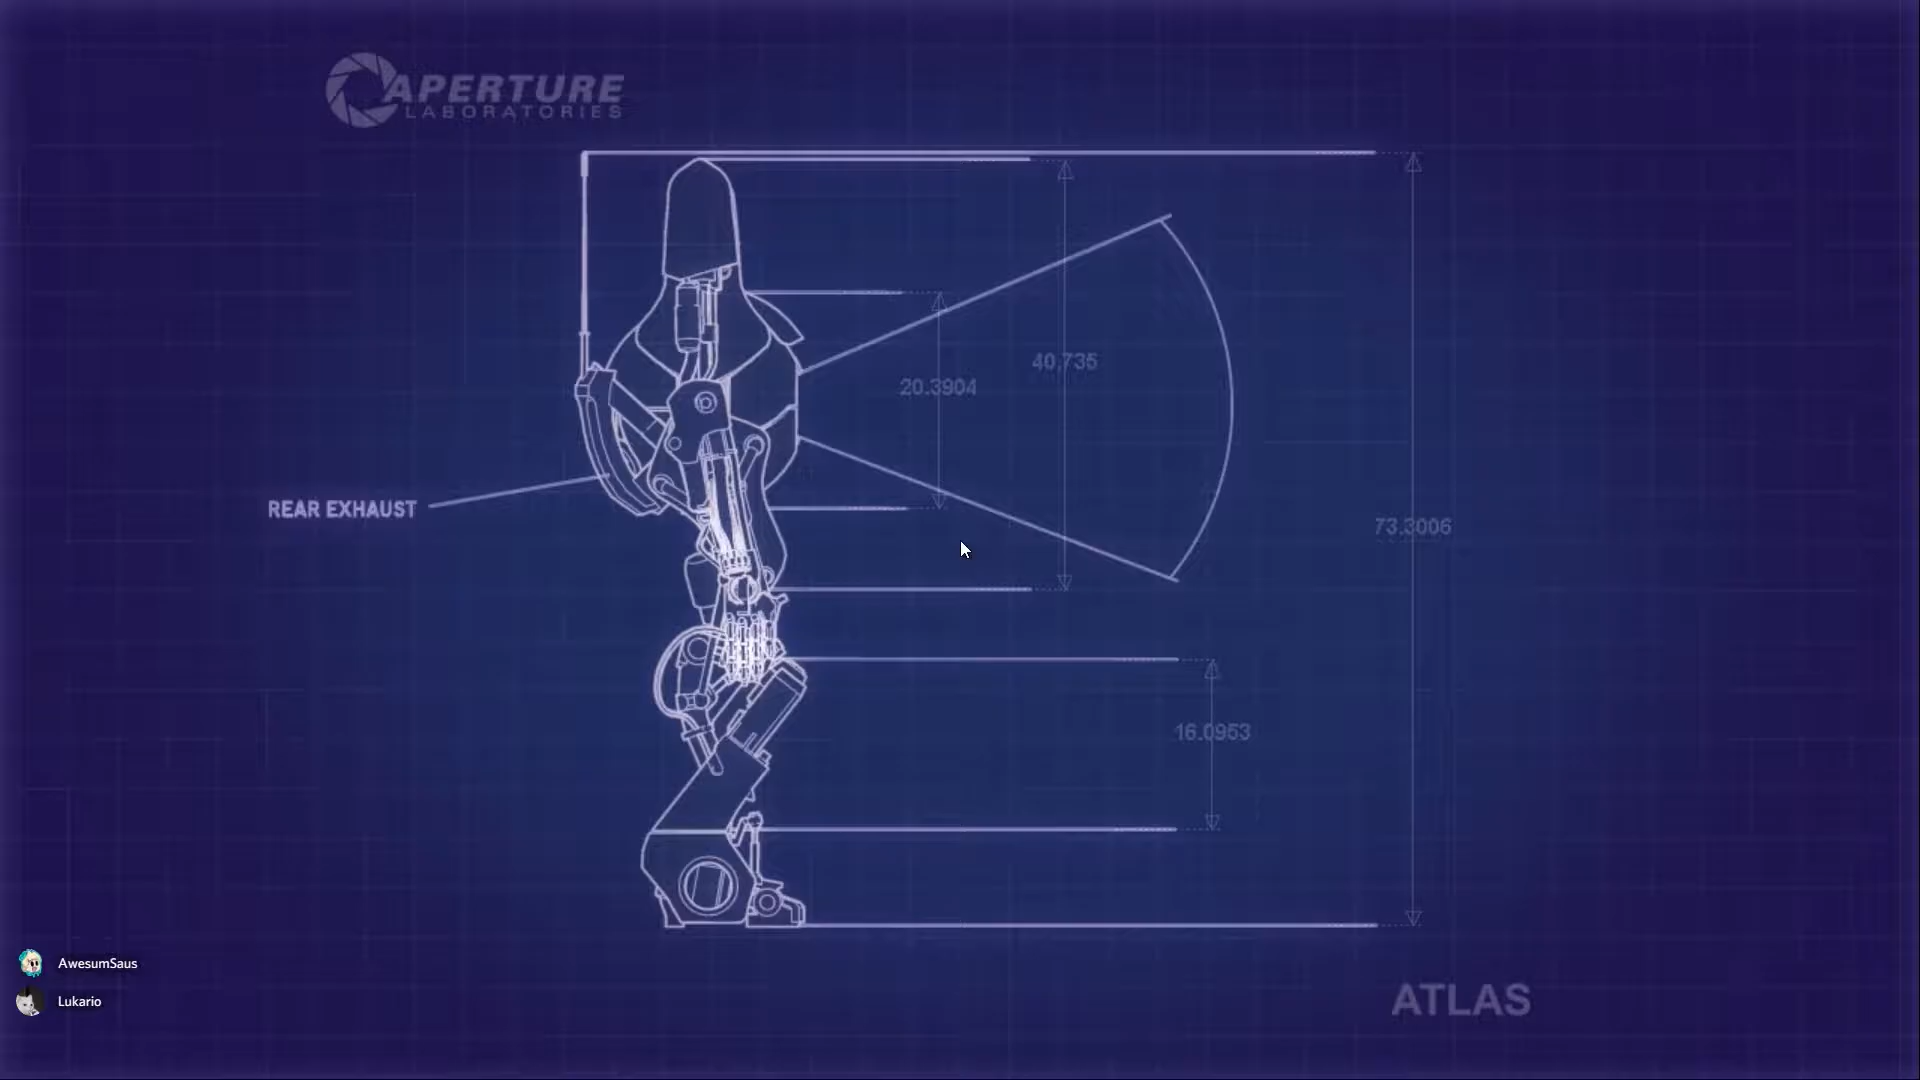 APERTURE
LABORATORIES
40.735
20.3904
REAR EXHAUST
73.3006
16.0953
AwesumSaus
Lukario
ATLAS